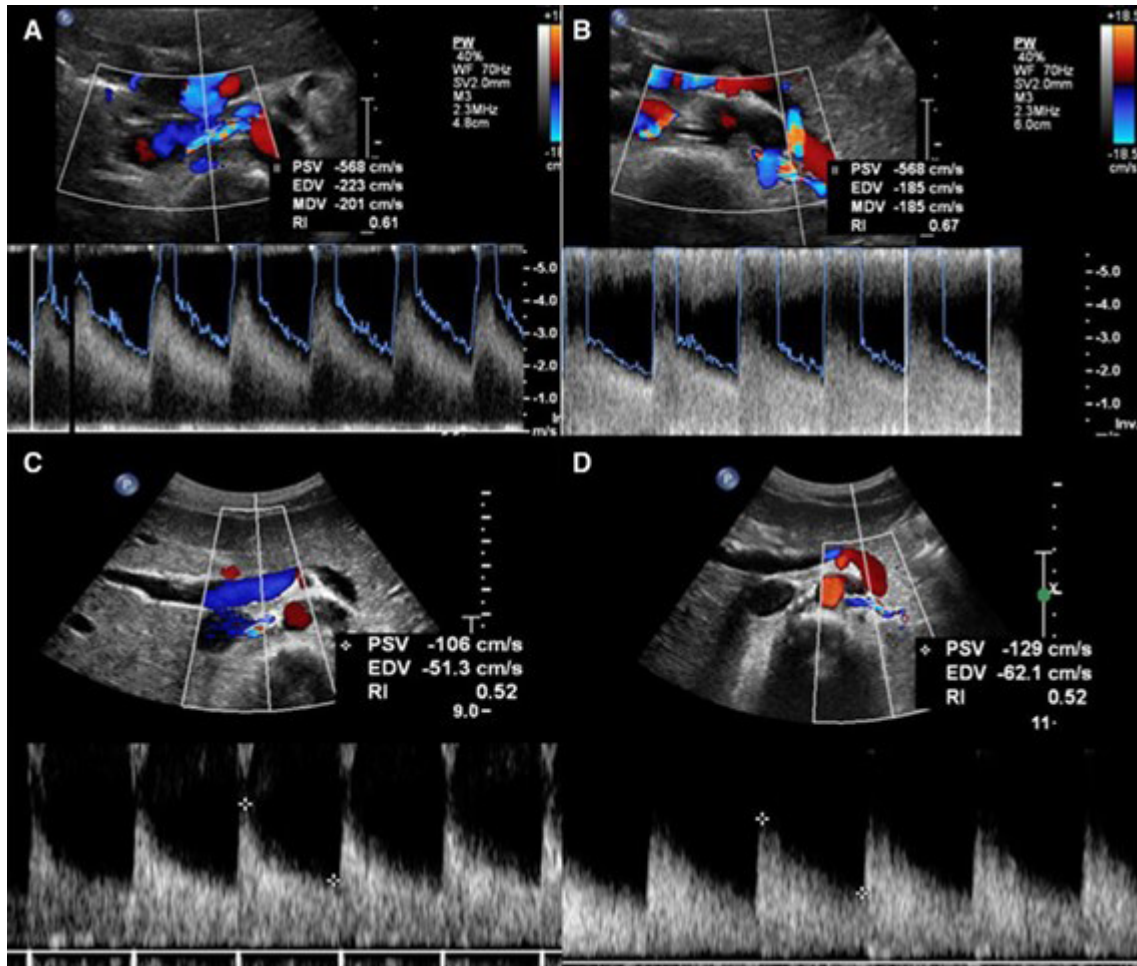 A
PW
40%
WF 70Hz
SV2.0mm
M3
2.3MHz
4.8cm
cm/s
PSV -568 cm/s
EDV -223 cm/s
MDV -201 cm/s
RI 0.61
-5.0
-4.0
-3.0
-2.0
-1.0
m/s
B
PW
40%
WF 70Hz
SV2.0mm
M3
2.3MHz
6.0cm
+18.5
-18.5
cm/s
PSV -568 cm/s
EDV -185 cm/s
MDV -185 cm/s
RI 0.67
-5.0
-4.0
-3.0
-2.0
-1.0
Inv.
C
P
PSV -106 cm/s
EDV -51.3 cm/s
RI 0.52
9.0-
D
P
X
PSV -129 cm/s
EDV -62.1 cm/s
RI 0.52
11-